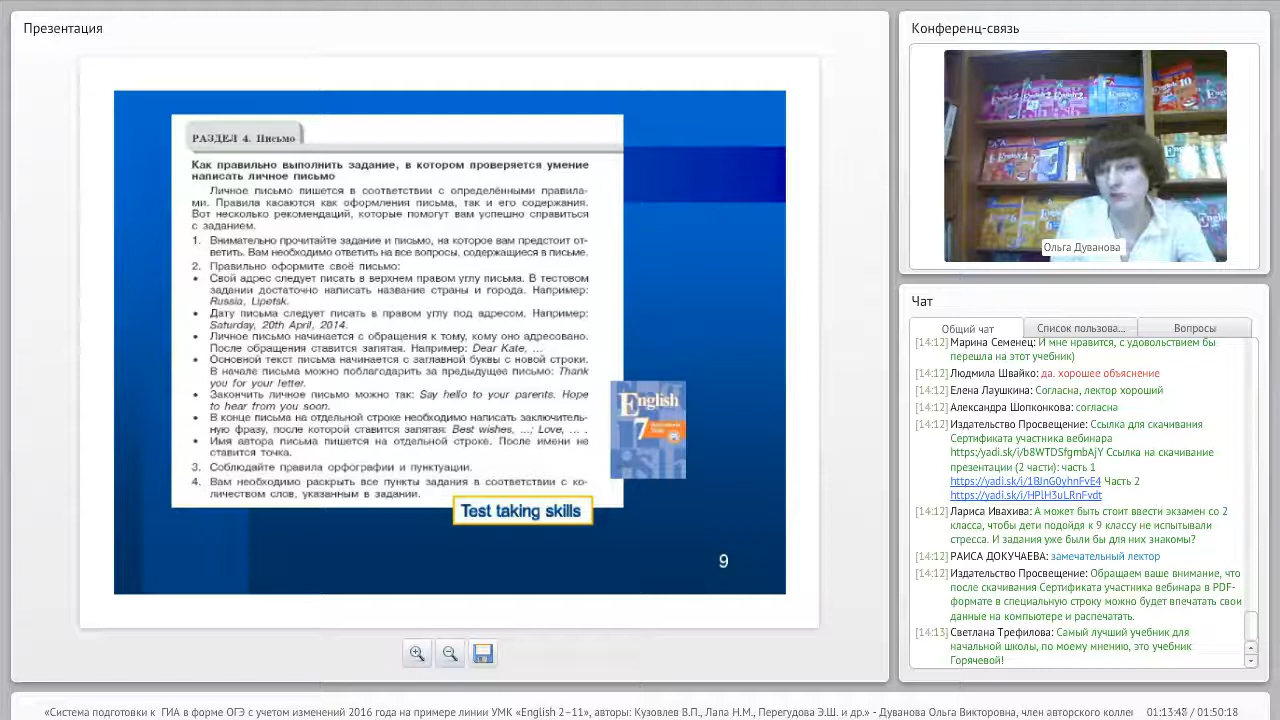 Презентация
РАЗДЕЛ 4. Письмо
Как правильно выполнить задание, в котором проверяется умение
написать личное письмо
Личное письмо пишется в соответствии с определёнными правила-
ми. Правила касаются как оформления письма, так и его содержания.
Вот несколько рекомендаций, которые помогут вам успешно справиться
с заданием.
1. Внимательно прочитайте задание и письмо, на которое вам предстоит от-
ветить. Вам необходимо ответить на все вопросы, содержащиеся в письме.
2. Правильно оформите своё письмо:
• Свой адрес следует писать в верхнем правом углу письма. В тестовом
задании достаточно написать название страны и города. Например:
Russia, Lipetsk.
• Дату письма следует писать в правом углу под адресом. Например:
Saturday, 20th April, 2014.
• Личное письмо начинается с обращения к тому, кому оно адресовано.
После обращения ставится запятая. Например: Dear Kate, ...
• Основной текст письма начинается с заглавной буквы с новой строки.
В начале письма можно поблагодарить за предыдущее письмо: Thank
you for your letter.
• Закончить личное письмо можно так: Say hello to your parents. Hope
to hear from you soon.
• В конце письма на отдельной строке необходимо написать заключитель-
ную фразу, после которой ставится запятая: Best wishes, ...; Love, ... .
• Имя автора письма пишется на отдельной строке. После имени не
ставится точка.
3. Соблюдайте правила орфографии и пунктуации.
4. Вам необходимо раскрыть все пункты задания в соответствии с ко-
личеством слов, указанным в задании.
English
7
Test taking skills
9
Конференц-связь
Ольга Дуванова
Чат
Общий чат
Список пользова...
Вопросы
[14:12] Марина Семенец: И мне нравится, с удовольствием бы
перешла на этот учебник)
[14:12] Людмила Швайко: да. хорошее объяснение
[14:12] Елена Лаушкина: Согласна, лектор хороший
[14:12] Александра Шопконкова: согласна
[14:12] Издательство Просвещение: Ссылка для скачивания
Сертификата участника вебинара
https:/yadi.sk/i/b8WTDSfgmbAjY Ссылка на скачивание
презентации (2 части): часть 1
https://yadi.sk/i/1BJnG0yhnFvE4 Часть 2
https://yadi.sk/i/HPlH3uLRnFvdt
[14:12] Лариса Ивахива: А может быть стоит ввести экзамен со 2
класса, чтобы дети подойдя к 9 классу не испытывали
стресса. И задания уже были бы для них знакомы?
[14:12] РАИСА ДОКУЧАЕВА: замечательный лектор
[14:12] Издательство Просвещение: Обращаем ваше внимание, что
после скачивания Сертификата участника вебинара в PDF-
формате в специальную строку можно будет впечатать свои
данные на компьютере и распечатать.
[14:13] Светлана Трефилова: Самый лучший учебник для
начальной школы, по моему мнению, это учебник
Горячевой!
«Система подготовки к ГИА в форме ОГЭ с учетом изменений 2016 года на примере линии УМК «English 2–11», авторы: Кузовлев В.П., Лапа Н.М., Перегудова Э.Ш. и др.» - Дуванова Ольга Викторовна, член авторского коллек
01:13:48 / 01:50:18